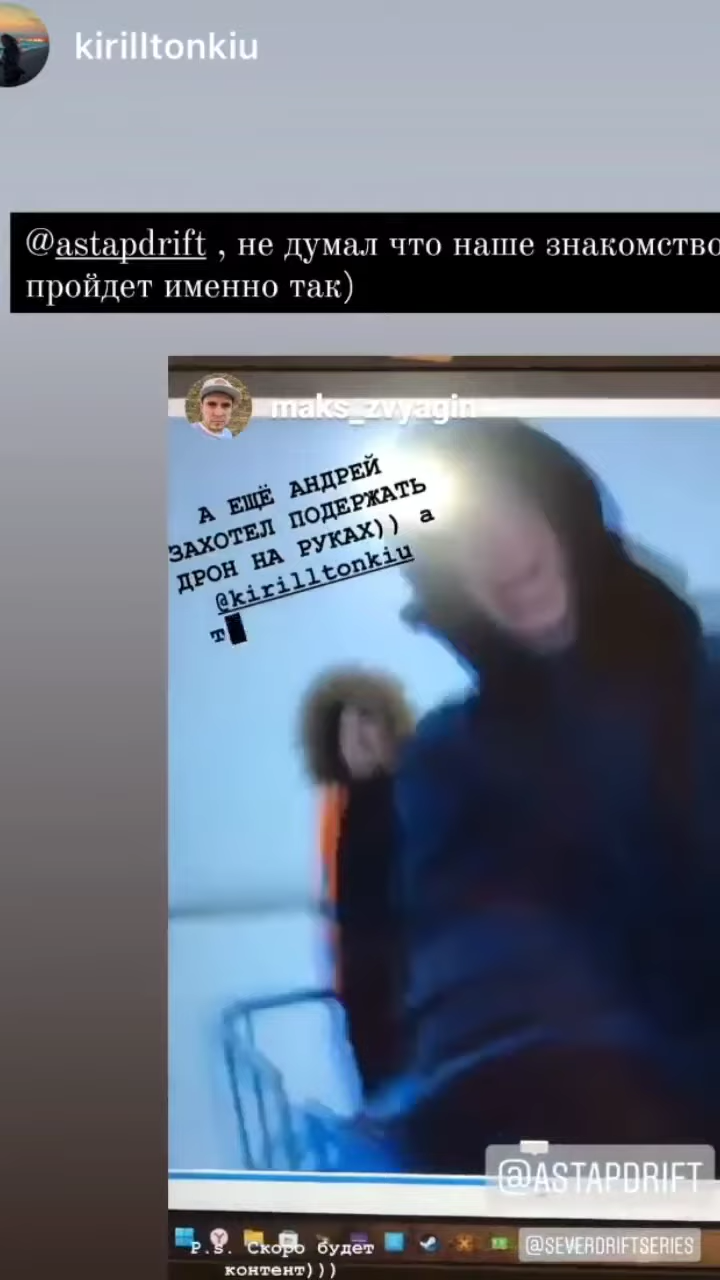 kirilltonkiu
@astapdrift , не думал что наше знакомство
пройдет именно так)
maks_zvyagin
А ЕЩЁ АНДРЕЙ
ЗАХОТЕЛ ПОДЕРЖАТЬ
ДРОН НА РУКАХ)) а
@kirilltonkiu
т
@ASTAPDRIFT
@SEVERDRIFTSERIES
P.s. Скоро будет
контент)))